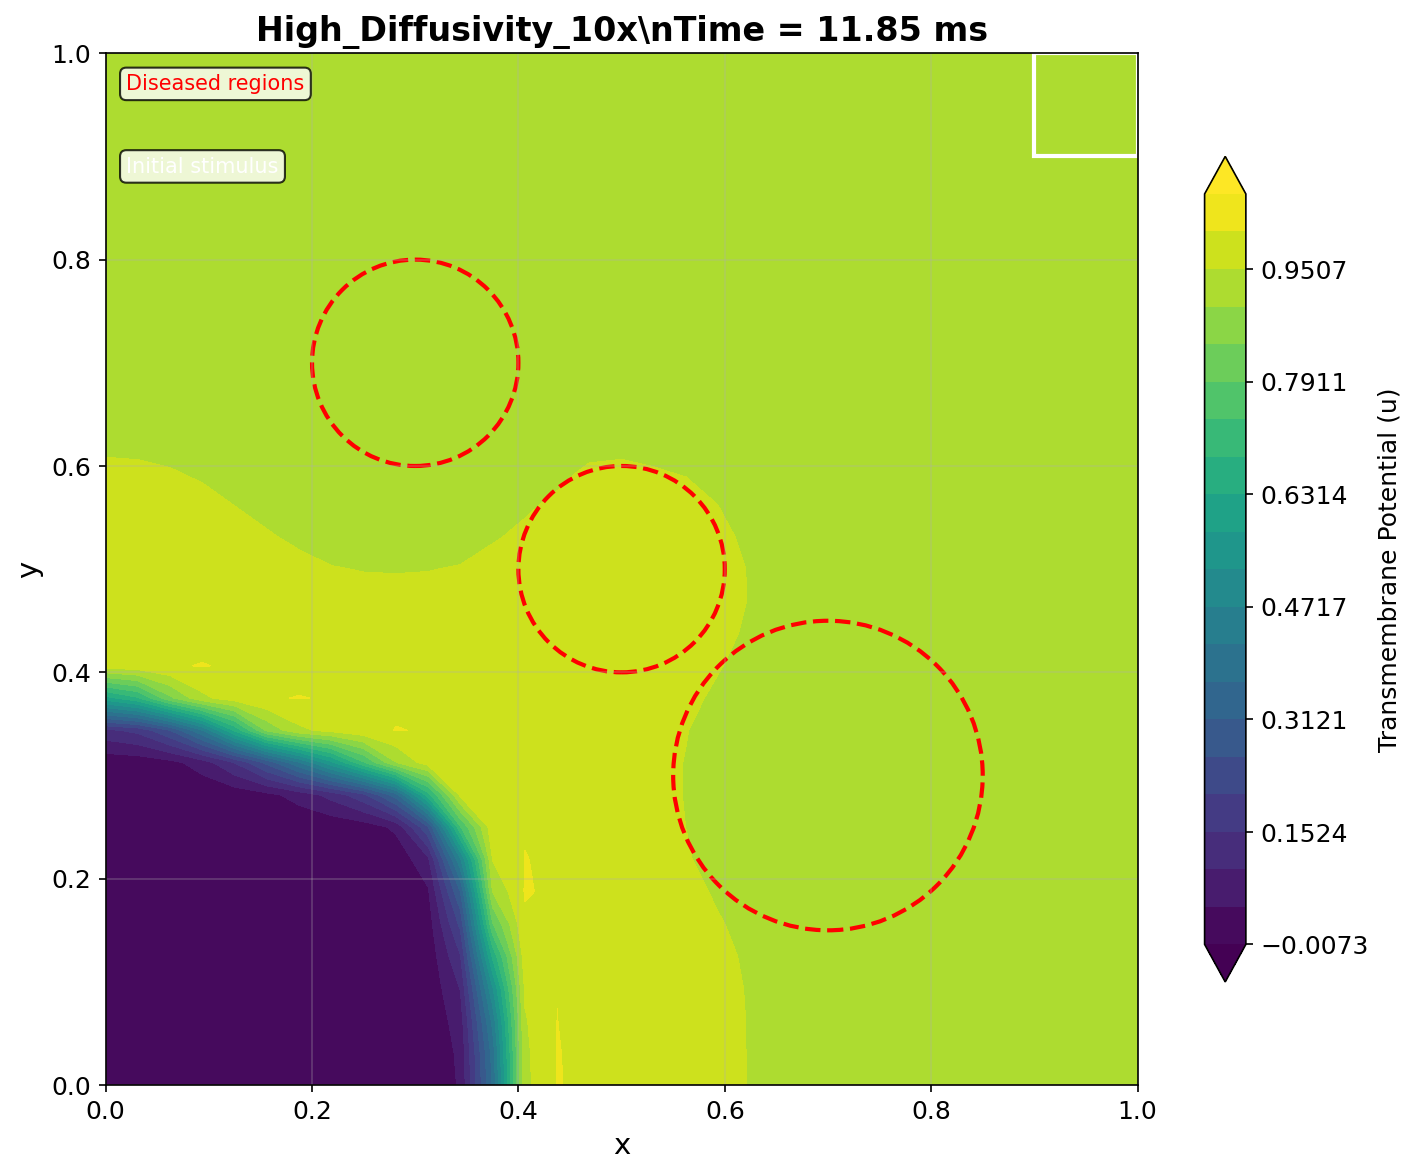 High_Diffusivity_10x\nTime = 11.85 ms
Diseased regions
Initial stimulus
1.0
0.8
0.6
0.4
0.2
0.0
y
0.0 0.2 0.4 0.6 0.8 1.0
x
0.9507
0.7911
0.6314
0.4717
0.3121
0.1524
−0.0073
Transmembrane Potential (u)